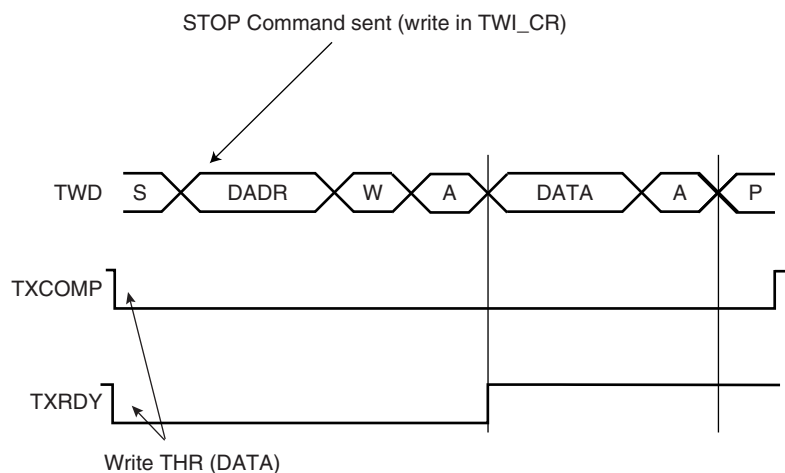 STOP Command sent (write in TWI_CR)
TWD S DADR W A DATA A P
TXCOMP
TXRDY
Write THR (DATA)